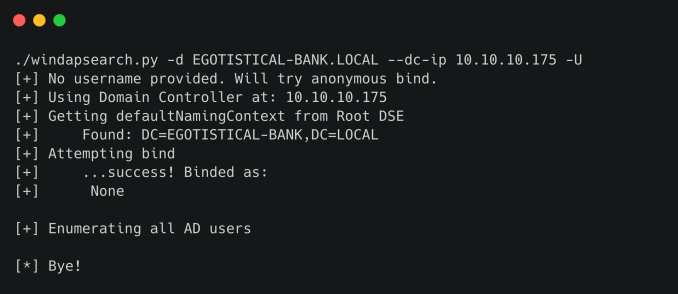 ./windapsearch.py -d EGOTISTICAL-BANK.LOCAL --dc-ip 10.10.10.175 -U
[+] No username provided. Will try anonymous bind.
[+] Using Domain Controller at: 10.10.10.175
[+] Getting defaultNamingContext from Root DSE
[+]     Found: DC=EGOTISTICAL-BANK,DC=LOCAL
[+] Attempting bind
[+]     ...success! Binded as:
[+]      None
[+] Enumerating all AD users
[*] Bye!